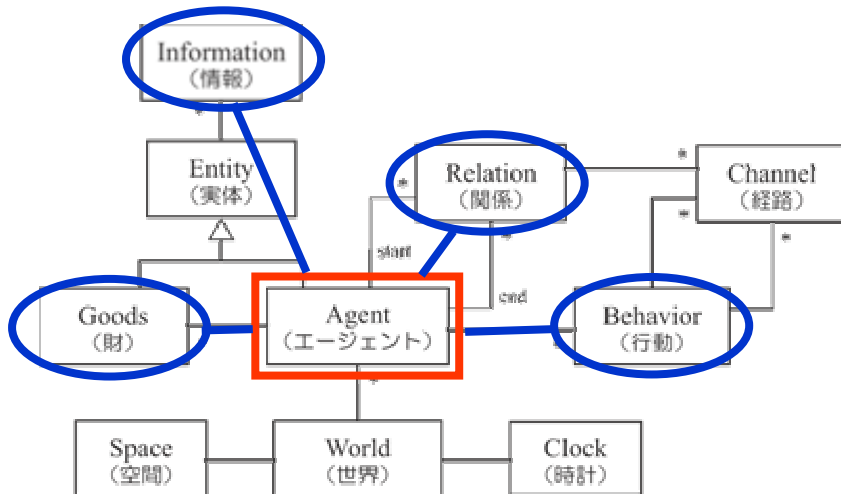 Information
（情報）
*
Entity
（実体）
*
Relation
（関係）
*
Channel
（経路）
*
*
*
start
end
Goods
（財）
Agent
（エージェント）
Behavior
（行動）
*
Space
（空間）
World
（世界）
Clock
（時計）